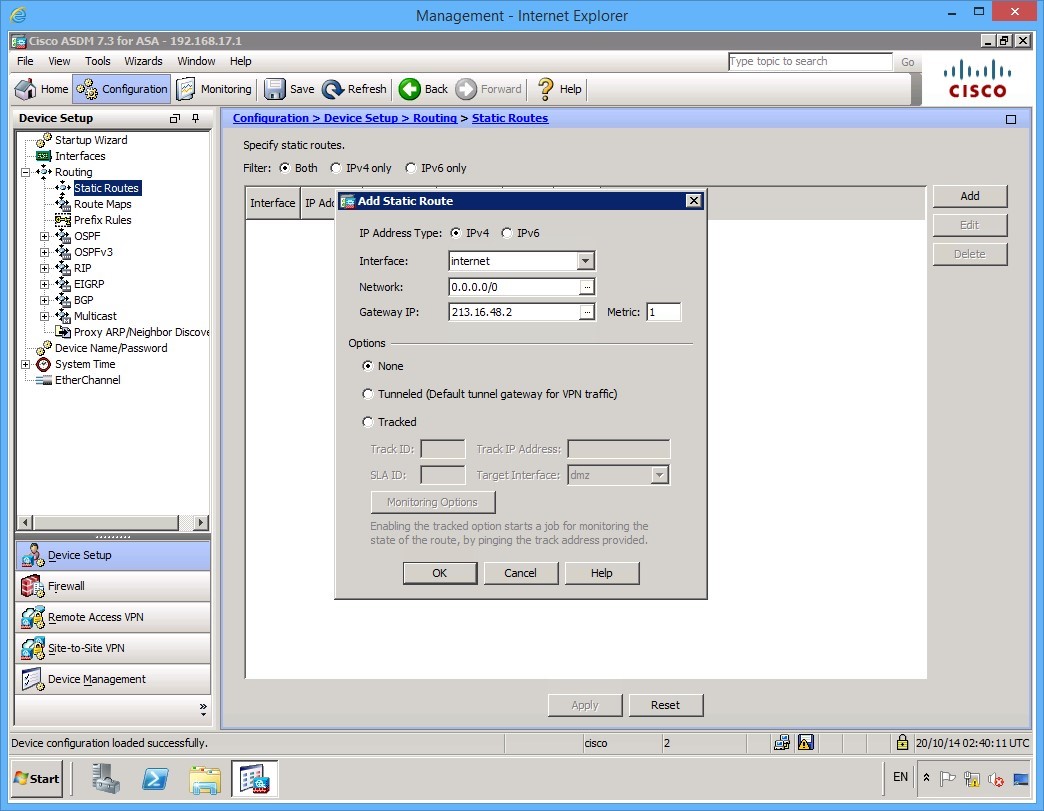 Management - Internet Explorer
Cisco ASDM 7.3 for ASA - 192.168.17.1
File View Tools Wizards Window Help
Type topic to search Go
Home Configuration Monitoring Save Refresh Back Forward Help
CISCO
Device Setup
Configuration > Device Setup > Routing > Static Routes
Startup Wizard
Interfaces
Routing
Static Routes
Route Maps
Prefix Rules
OSPF
OSPFv3
RIP
EIGRP
BGP
Multicast
Proxy ARP/Neighbor Discove
Device Name/Password
System Time
EtherChannel
Device Setup
Firewall
Remote Access VPN
Site-to-Site VPN
Device Management
Specify static routes.
Filter: Both IPv4 only IPv6 only
Interface IP Add
Add
Edit
Delete
Add Static Route
IP Address Type: IPv4 IPv6
Interface: internet
Network: 0.0.0.0/0 ...
Gateway IP: 213.16.48.2 ... Metric: 1
Options
None
Tunneled (Default tunnel gateway for VPN traffic)
Tracked
Track ID: Track IP Address:
SLA ID: Target Interface: dmz
Monitoring Options
Enabling the tracked option starts a job for monitoring the
state of the route, by pinging the track address provided.
OK Cancel Help
Apply Reset
Device configuration loaded successfully. cisco 2 20/10/14 02:40:11 UTC
Start EN